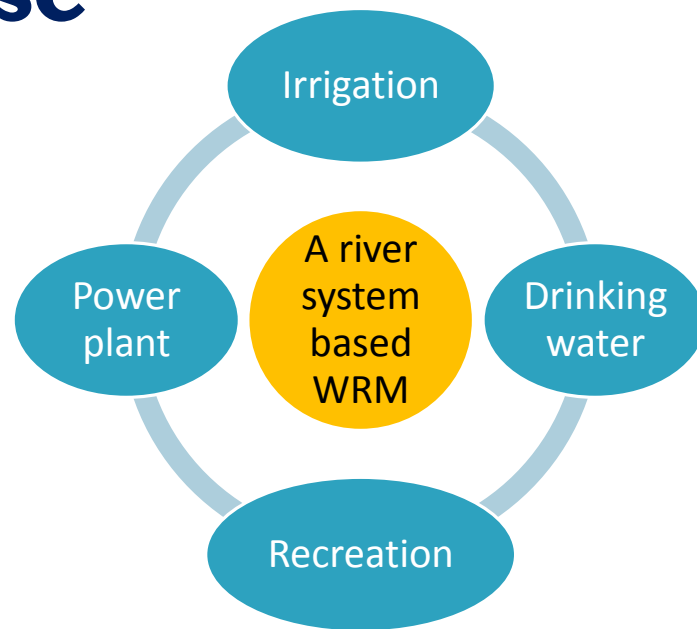 Irrigation
A river
system
based
WRM
Power
plant
Drinking
water
Recreation